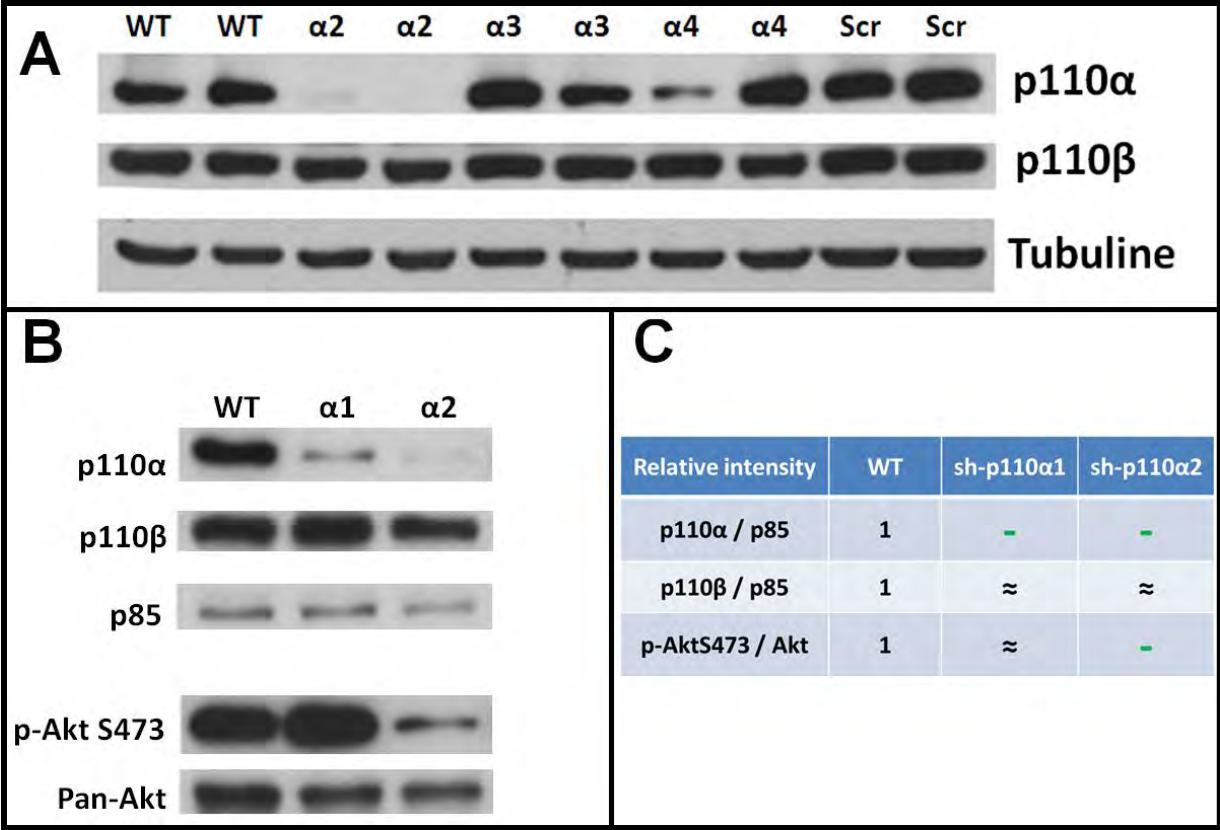 A
WT WT α2 α2 α3 α3 α4 α4 Scr Scr
p110α
p110β
Tubuline
B
WT α1 α2
p110α
p110β
p85
p-Akt S473
Pan-Akt
C
Relative intensity WT sh-p110α1 sh-p110α2
p110α / p85 1 - -
p110β / p85 1 ≈ ≈
p-AktS473 / Akt 1 ≈ -